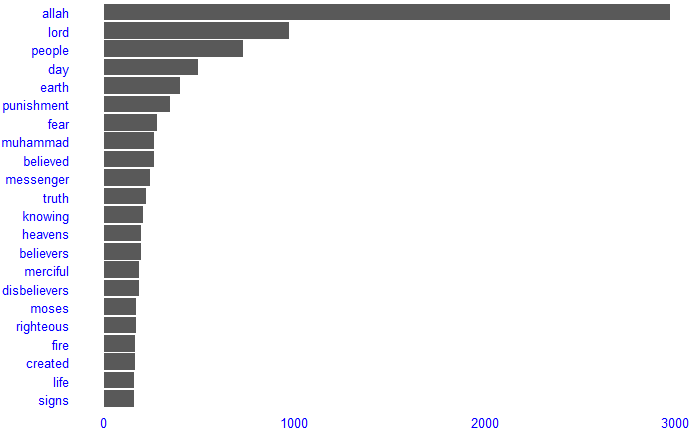 allah
lord
people
day
earth
punishment
fear
muhammad
believed
messenger
truth
knowing
heavens
believers
merciful
disbelievers
moses
righteous
fire
created
life
signs
0 1000 2000 3000